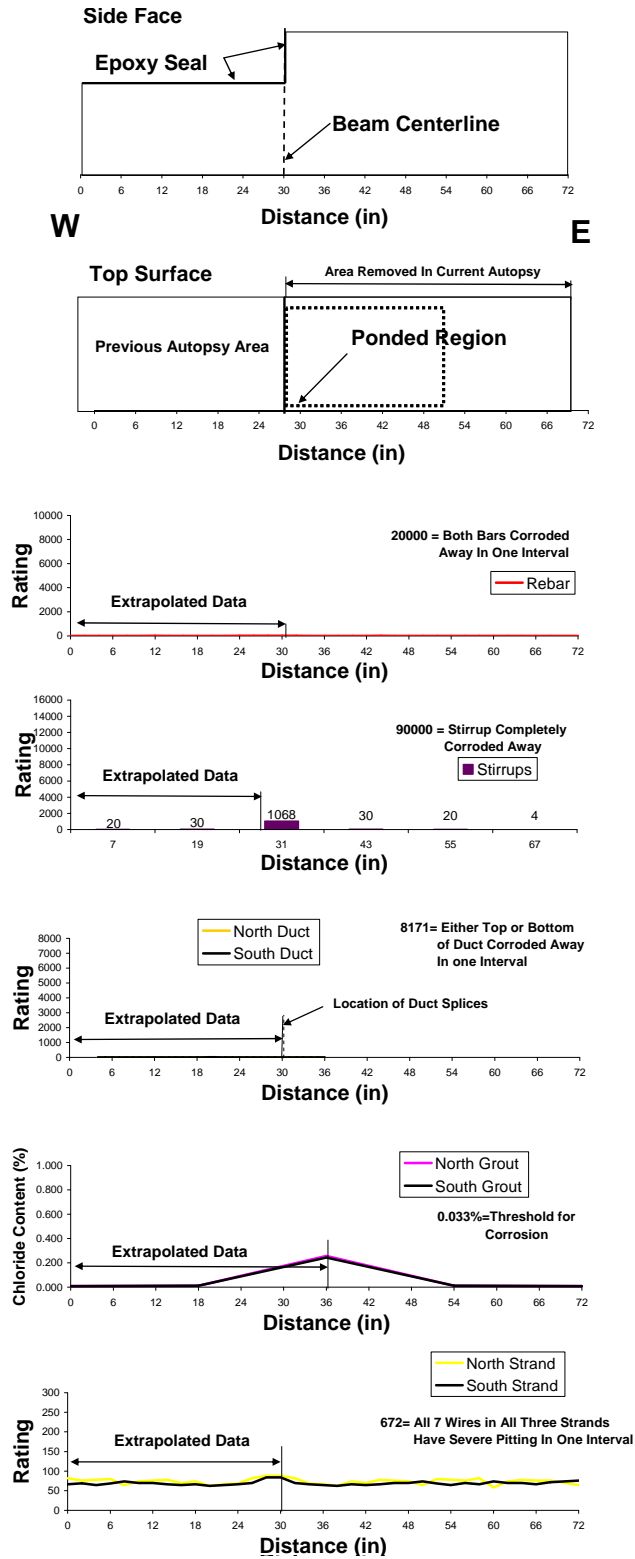 Side Face
Epoxy Seal
Beam Centerline
0 6 12 18 24 30 36 42 48 54 60 66 72
Distance (in)
W
E
Top Surface
Area Removed In Current Autopsy
Previous Autopsy Area
Ponded Region
0 6 12 18 24 30 36 42 48 54 60 66 72
Distance (in)
Rating
10000
8000
6000
4000
2000
0
20000 = Both Bars Corroded
Away In One Interval
Rebar
Extrapolated Data
0 6 12 18 24 30 36 42 48 54 60 66 72
Distance (in)
Rating
16000
14000
12000
10000
8000
6000
4000
2000
0
90000 = Stirrup Completely
Corroded Away
Stirrups
Extrapolated Data
20 30 1068 30 20 4
7 19 31 43 55 67
Distance (in)
North Duct
South Duct
8171= Either Top or Bottom
of Duct Corroded Away
In one Interval
Rating
8000
7000
6000
5000
4000
3000
2000
1000
0
Location of Duct Splices
Extrapolated Data
0 6 12 18 24 30 36 42 48 54 60 66 72
Distance (in)
Chloride Content (%)
1.000
0.800
0.600
0.400
0.200
0.000
North Grout
South Grout
0.033%=Threshold for
Corrosion
Extrapolated Data
0 6 12 18 24 30 36 42 48 54 60 66 72
Distance (in)
North Strand
South Strand
Rating
300
250
200
150
100
50
0
672= All 7 Wires in All Three Strands
Have Severe Pitting In One Interval
Extrapolated Data
0 6 12 18 24 30 36 42 48 54 60 66 72
Distance (in)